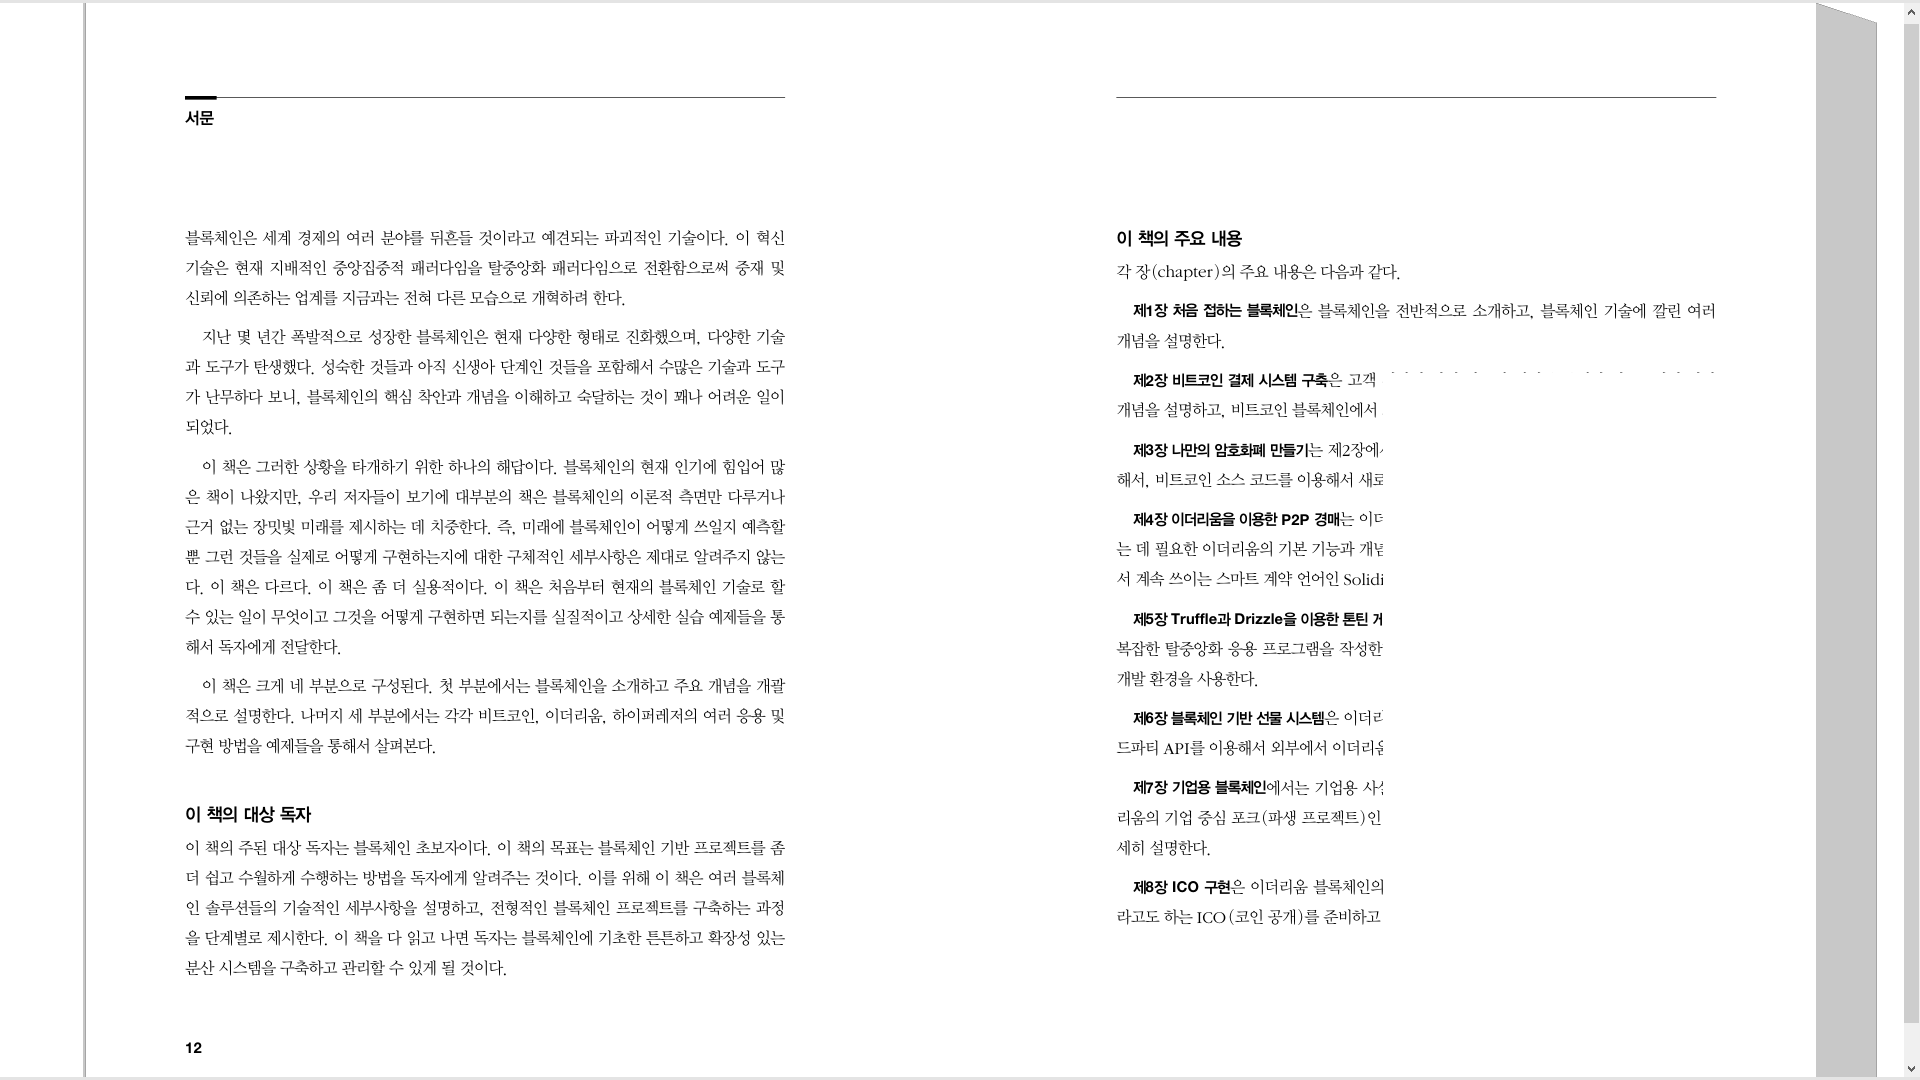 서문
블록체인은 세계 경제의 여러 분야를 뒤흔들 것이라고 예견되는 파괴적인 기술이다. 이 혁신
기술은 현재 지배적인 중앙집중적 패러다임을 탈중앙화 패러다임으로 전환함으로써 중재 및
신뢰에 의존하는 업계를 지금과는 전혀 다른 모습으로 개혁하려 한다.
지난 몇 년간 폭발적으로 성장한 블록체인은 현재 다양한 형태로 진화했으며, 다양한 기술
과 도구가 탄생했다. 성숙한 것들과 아직 신생아 단계인 것들을 포함해서 수많은 기술과 도구
가 난무하다 보니, 블록체인의 핵심 착안과 개념을 이해하고 숙달하는 것이 꽤나 어려운 일이
되었다.
이 책은 그러한 상황을 타개하기 위한 하나의 해답이다. 블록체인의 현재 인기에 힘입어 많
은 책이 나왔지만, 우리 저자들이 보기에 대부분의 책은 블록체인의 이론적 측면만 다루거나
근거 없는 장밋빛 미래를 제시하는 데 치중한다. 즉, 미래에 블록체인이 어떻게 쓰일지 예측할
뿐 그런 것들을 실제로 어떻게 구현하는지에 대한 구체적인 세부사항은 제대로 알려주지 않는
다. 이 책은 다르다. 이 책은 좀 더 실용적이다. 이 책은 처음부터 현재의 블록체인 기술로 할
수 있는 일이 무엇이고 그것을 어떻게 구현하면 되는지를 실질적이고 상세한 실습 예제들을 통
해서 독자에게 전달한다.
이 책은 크게 네 부분으로 구성된다. 첫 부분에서는 블록체인을 소개하고 주요 개념을 개괄
적으로 설명한다. 나머지 세 부분에서는 각각 비트코인, 이더리움, 하이퍼레저의 여러 응용 및
구현 방법을 예제들을 통해서 살펴본다.
이 책의 대상 독자
이 책의 주된 대상 독자는 블록체인 초보자이다. 이 책의 목표는 블록체인 기반 프로젝트를 좀
더 쉽고 수월하게 수행하는 방법을 독자에게 알려주는 것이다. 이를 위해 이 책은 여러 블록체
인 솔루션들의 기술적인 세부사항을 설명하고, 전형적인 블록체인 프로젝트를 구축하는 과정
을 단계별로 제시한다. 이 책을 다 읽고 나면 독자는 블록체인에 기초한 튼튼하고 확장성 있는
분산 시스템을 구축하고 관리할 수 있게 될 것이다.
12
이 책의 주요 내용
각 장(chapter)의 주요 내용은 다음과 같다.
제1장 처음 접하는 블록체인은 블록체인을 전반적으로 소개하고, 블록체인 기술에 깔린 여러
개념을 설명한다.
제2장 비트코인 결제 시스템 구축은 고객
개념을 설명하고, 비트코인 블록체인에서
제3장 나만의 암호화폐 만들기는 제2장에
해서, 비트코인 소스 코드를 이용해서 새로
제4장 이더리움을 이용한 P2P 경매는 이더
는 데 필요한 이더리움의 기본 기능과 개념
서 계속 쓰이는 스마트 계약 언어인 Solidi
제5장 Truffle과 Drizzle을 이용한 톤틴
복잡한 탈중앙화 응용 프로그램을 작성한
개발 환경을 사용한다.
제6장 블록체인 기반 선물 시스템은 이더리
드파티 API를 이용해서 외부에서 이더리움
제7장 기업용 블록체인에서는 기업용
리움의 기업 중심 포크(파생 프로젝트)인
세히 설명한다.
제8장 ICO 구현은 이더리움 블록체인의
라고도 하는 ICO(코인 공개)를 준비하고